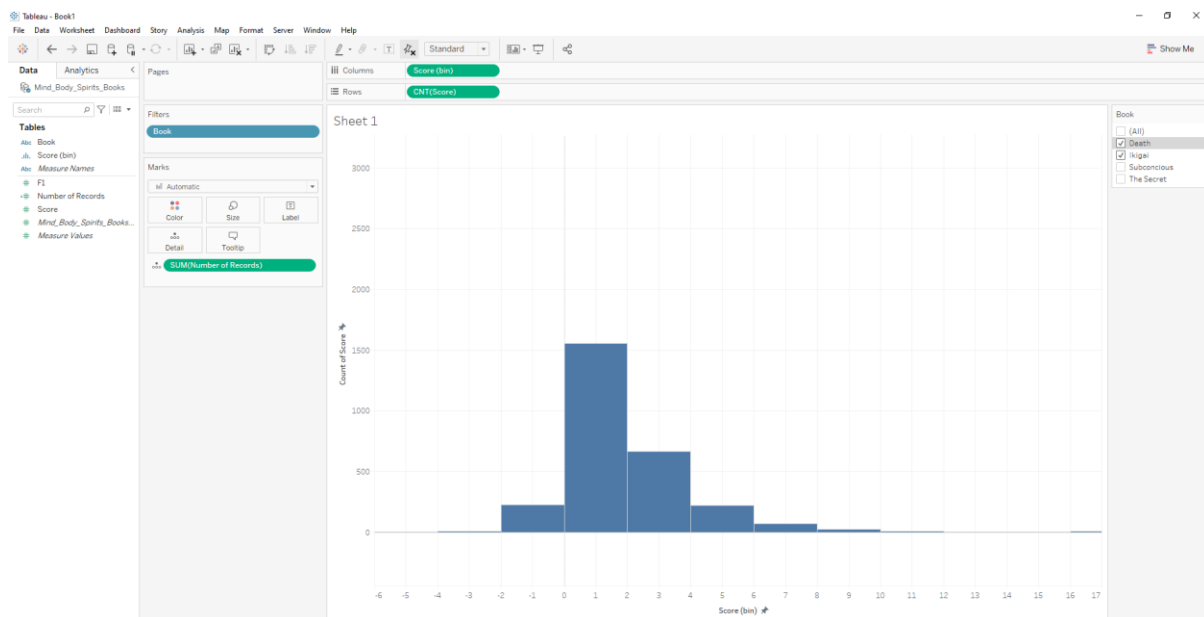 Tableau - Book1
File Data Worksheet Dashboard Story Analysis Map Format Server Window Help
Standard
Show Me
Data Analytics
Mind_Body_Spirits_Books
Search
Tables
Abc Book
Score (bin)
Abc Measure Names
# F1
=# Number of Records
# Score
# Mind_Body_Spirits_Books...
# Measure Values
Pages
Filters
Book
Marks
Automatic
Color Size Label
Detail Tooltip
SUM(Number of Records)
Columns Score (bin)
Rows CNT(Score)
Sheet 1
Count of Score
3000
2500
2000
1500
1000
500
0
-6 -5 -4 -3 -2 -1 0 1 2 3 4 5 6 7 8 9 10 11 12 13 14 15 16 17
Score (bin)
Book
(All)
Death
Ikigai
Subconcious
The Secret